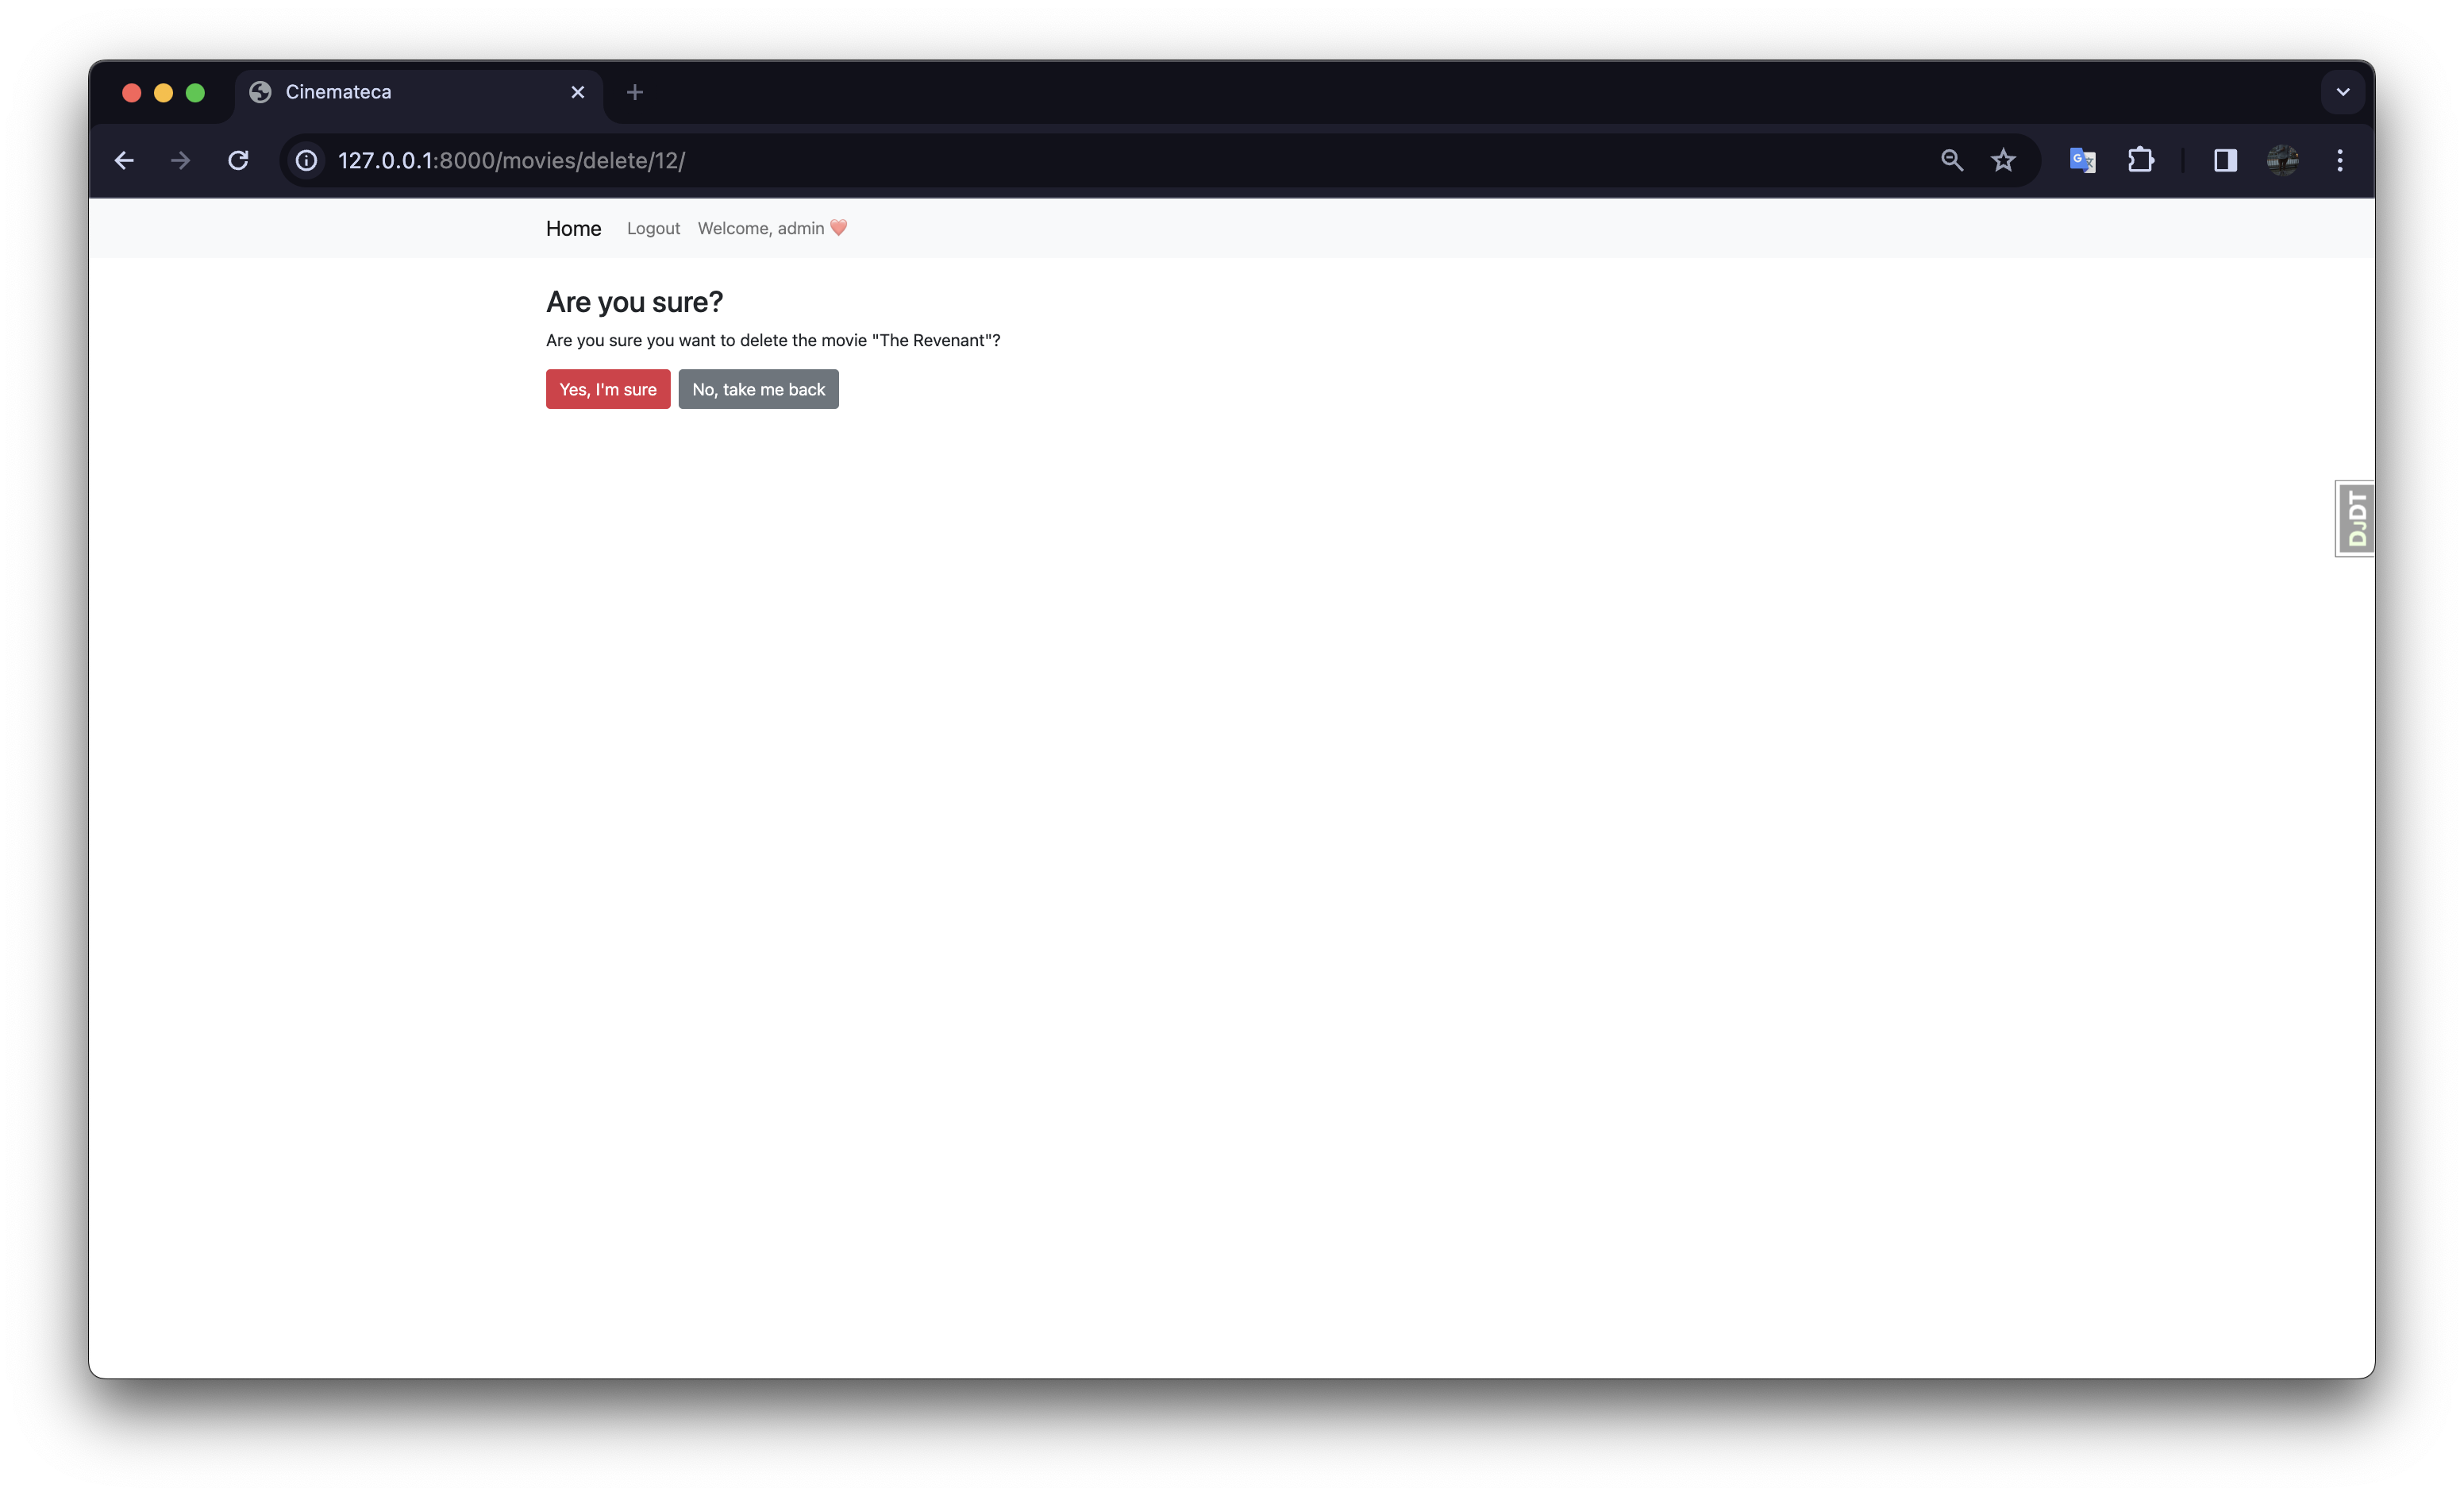 Cinemateca
127.0.0.1:8000/movies/delete/12/
Home Logout Welcome, admin ❤️
Are you sure?
Are you sure you want to delete the movie "The Revenant"?
Yes, I'm sure No, take me back
DJDT